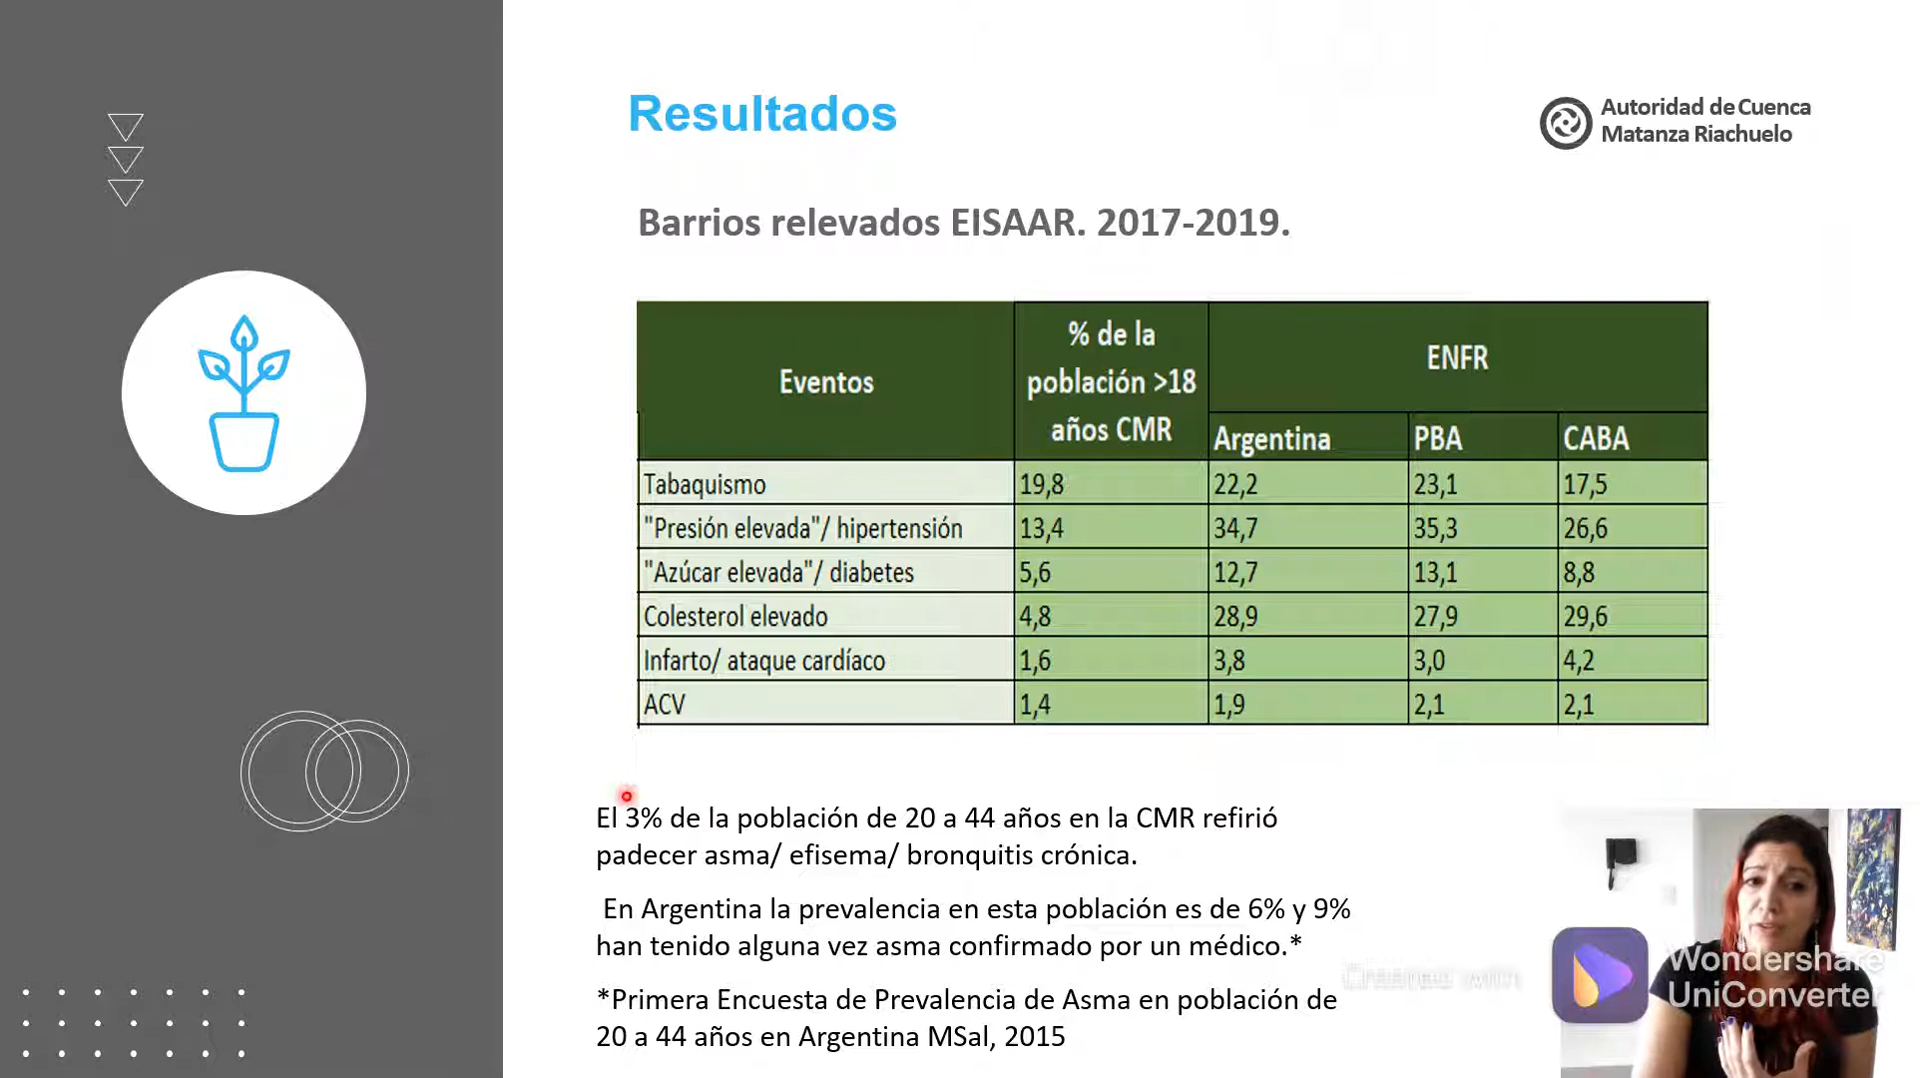 Resultados
Autoridad de Cuenca
Matanza Riachuelo
Barrios relevados EISAAR. 2017-2019.
Eventos
% de la
población >18
años CMR
ENFR
Argentina PBA CABA
Tabaquismo 19,8 22,2 23,1 17,5
"Presión elevada"/ hipertensión 13,4 34,7 35,3 26,6
"Azúcar elevada"/ diabetes 5,6 12,7 13,1 8,8
Colesterol elevado 4,8 28,9 27,9 29,6
Infarto/ ataque cardíaco 1,6 3,8 3,0 4,2
ACV 1,4 1,9 2,1 2,1
El 3% de la población de 20 a 44 años en la CMR refirió
padecer asma/ efisema/ bronquitis crónica.
En Argentina la prevalencia en esta población es de 6% y 9%
han tenido alguna vez asma confirmado por un médico.*
*Primera Encuesta de Prevalencia de Asma en población de
20 a 44 años en Argentina MSal, 2015
Wondershare
UniConverter